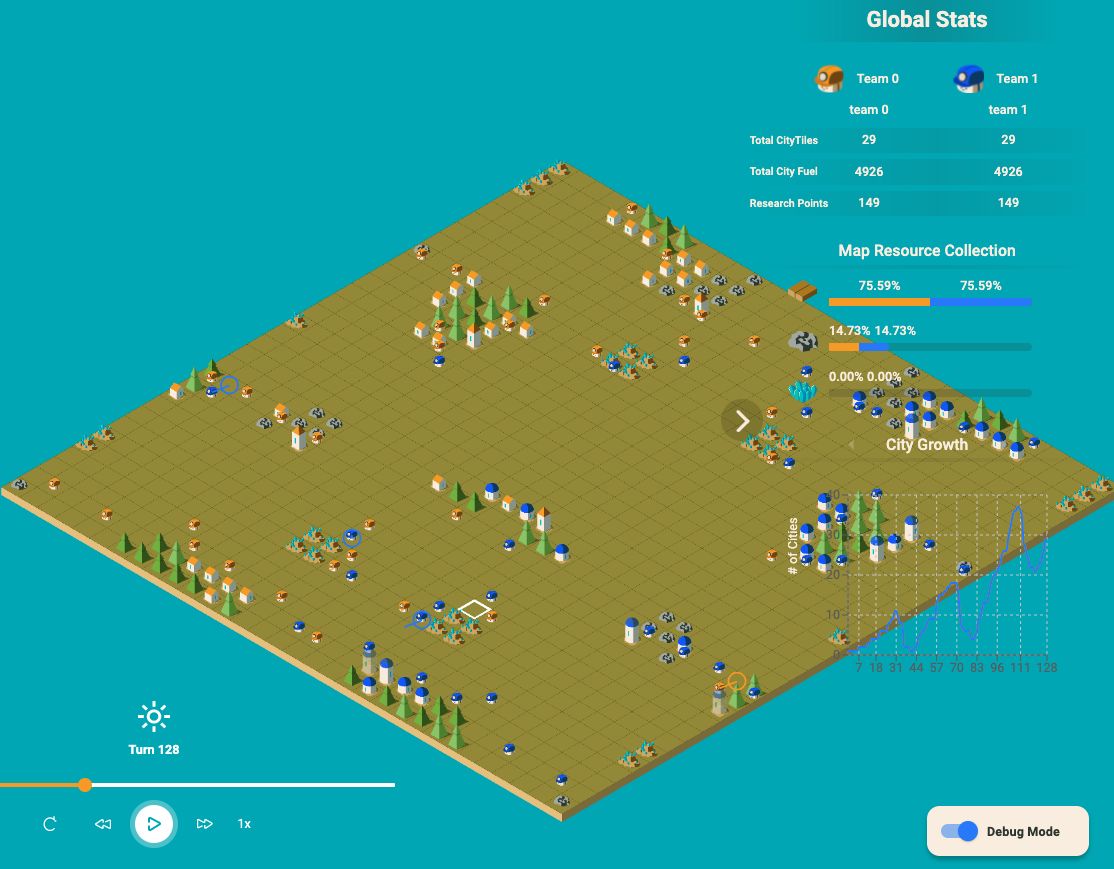 Global Stats
Team 0 Team 1
team 0 team 1
Total CityTiles 29 29
Total City Fuel 4926 4926
Research Points 149 149
Map Resource Collection
75.59% 75.59%
14.73% 14.73%
0.00% 0.00%
City Growth
# of Cities
40
30
20
10
0
7 18 31 44 57 70 83 96 111 128
Turn 128
1x
Debug Mode